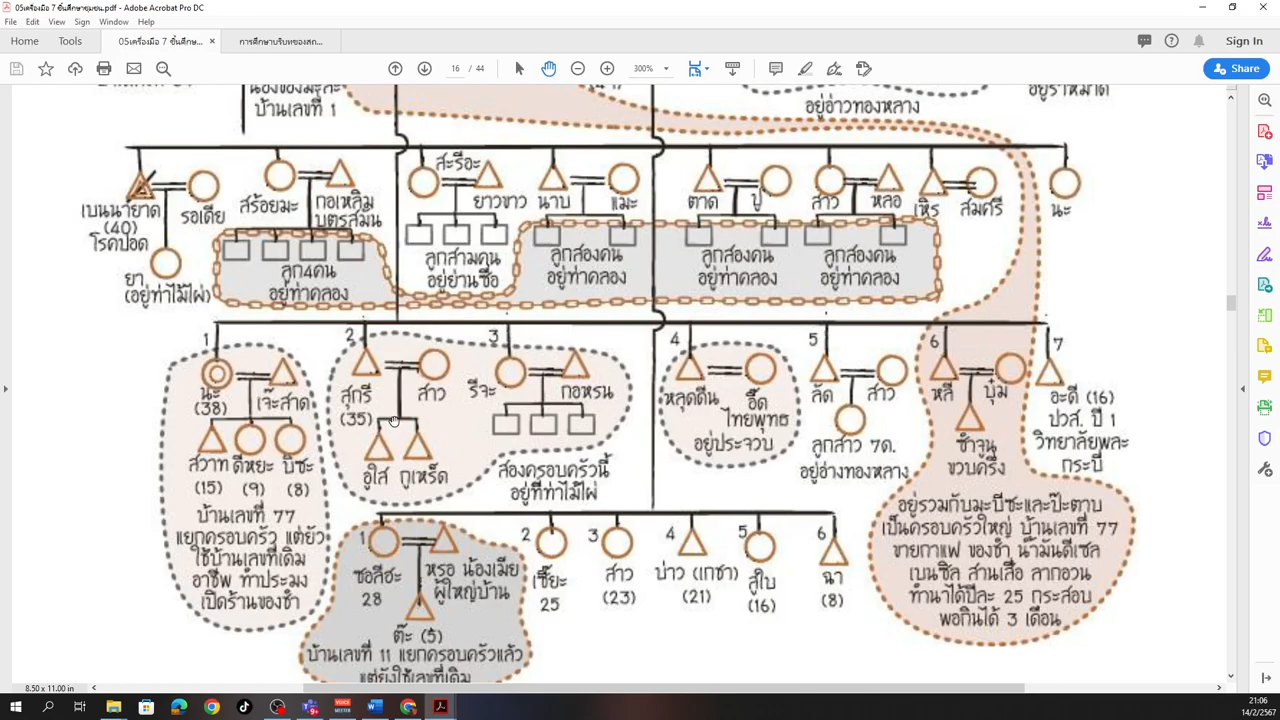 05เครื่องมือ 7 ชิ้นศึกษาชุมชน.pdf - Adobe Acrobat Pro DC
File Edit View Sign Window Help
Home Tools 05เครื่องมือ 7 ชิ้นศึกษ... × การศึกษาบริบทของสถ... Sign In
16 / 44 300% Share
น้องของมะละ
บ้านเลขที่ 1
อยู่อ่าวทองหลาง
เบนนายาด
(40)
โรคปอด
รอเดีย
ยา
(อยู่ท่าไม้ไผ่)
สร้อยมะ
กอเหลิม
บุตรสมัน
ลูก4คน
อยู่ท่าคลอง
สะรีอะ
ยาวขาว
ลูกสามคน
อยู่ย่านซื่อ
นาบ
แมะ
ลูกสองคน
อยู่ท่าคลอง
ตาด
ปู
ลูกสองคน
อยู่ท่าคลอง
สาว
หลอ
ลูกสองคน
อยู่ท่าคลอง
เหิร
สมศรี
นะ
1
นะ
(38)
เจ๊ะสาด
สวาท ดีหยะ บิซะ
(15) (9) (8)
บ้านเลขที่ 77
แยกครอบครัว แต่ยัง
ใช้บ้านเลขที่เดิม
อาชีพ ทำประมง
เปิดร้านของชำ
2
สุกรี
(35)
สาว
อูใส กูเหร็ด
3
รีจะ
กอหรน
สองครอบครัวนี้
อยู่ที่ท่าไม้ไผ่
4
หลุดดีน
อี๊ด
ไทยพุทธ
อยู่ประจวบ
5
ลัด
สาว
ลูกสาว 7ด.
อยู่อ่างทองหลาง
6
หลี
บุ๋ม
ซำจูน
ขวบครึ่ง
อยู่รวมกับมะบีซะและป๊ะตาบ
เป็นครอบครัวใหญ่ บ้านเลขที่ 77
ขายกาแฟ ของชำ น้ำมันดีเซล
เบนซิล สานเสื่อ ลากอวน
ทำนาได้ปีละ 25 กระสอบ
พอกินได้ 3 เดือน
7
อะดี (16)
ปวส. ปี 1
วิทยาลัยพละ
กระบี่
1
ซอลีฮะ
28
หรอ น้องเมีย
ผู้ใหญ่บ้าน
ต๊ะ (5)
บ้านเลขที่ 11 แยกครอบครัวแล้ว
แต่ยังใช้เลขที่เดิม
2
เซี๊ยะ
25
3
สาว
(23)
4
บ่าว (เกชา)
(21)
5
สูใบ
(16)
6
ฉา
(8)
8.50 x 11.00 in
21:06
14/2/2567